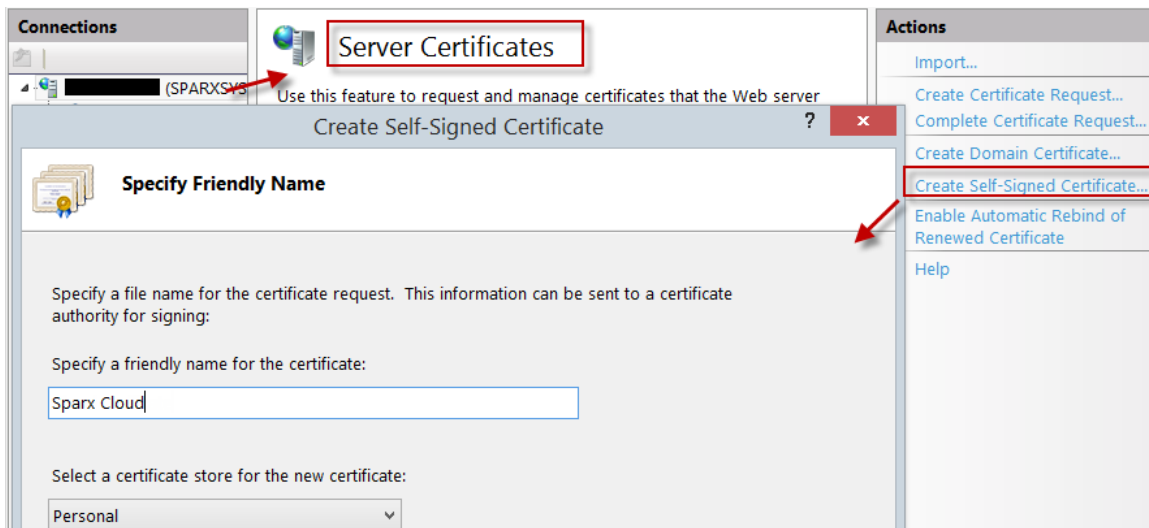 Connections
(SPARXSYS
Server Certificates
Use this feature to request and manage certificates that the Web server
Actions
Import...
Create Certificate Request...
Complete Certificate Request...
Create Domain Certificate...
Create Self-Signed Certificate...
Enable Automatic Rebind of
Renewed Certificate
Help
Create Self-Signed Certificate
?
Specify Friendly Name
Specify a file name for the certificate request.  This information can be sent to a certificate
authority for signing:
Specify a friendly name for the certificate:
Sparx Cloud
Select a certificate store for the new certificate:
Personal